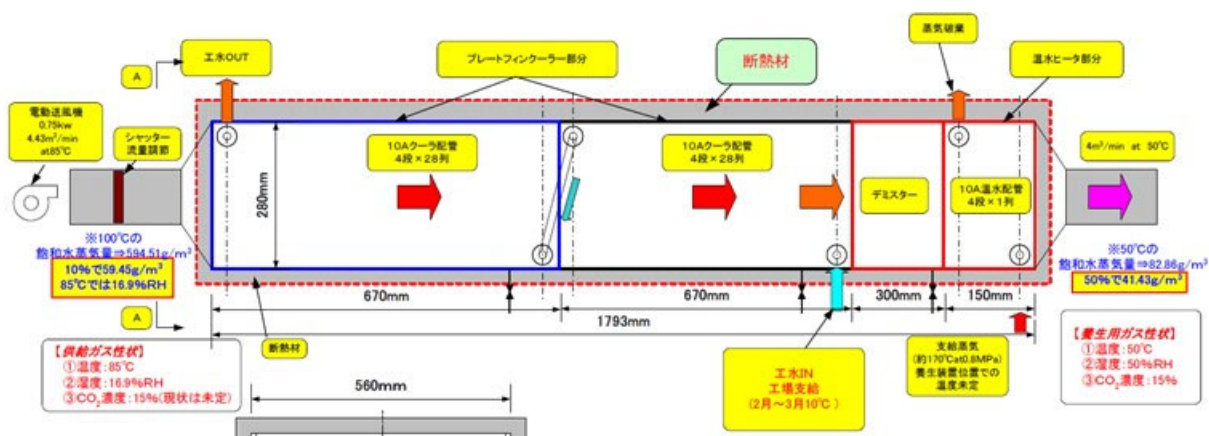 工水OUT
プレートフィンクーラー部分
断熱材
蒸気破棄
温水ヒータ部分
A
電動送風機
0.75kw
4.43m³/min
at85℃
シャッター
流量調節
10Aクーラ配管
4段×28列
10Aクーラ配管
4段×28列
デミスター
10A温水配管
4段×1列
4m³/min at 50℃
280mm
※100℃の
飽和水蒸気量⇒594.51g/m³
10%で59.45g/m³
85℃では16.9%RH
※50℃の
飽和水蒸気量⇒82.86g/m³
50%で41.43g/m³
670mm
670mm
300mm
150mm
1793mm
A
断熱材
【供給ガス性状】
①温度:85℃
②湿度:16.9%RH
③CO₂濃度:15%(現状は未定)
560mm
工水IN
工場支給
(2月～3月10℃)
支給蒸気
(約170℃at0.8MPa)
養生装置位置での
温度未定
【養生用ガス性状】
①温度:50℃
②湿度:50%RH
③CO₂濃度:15%